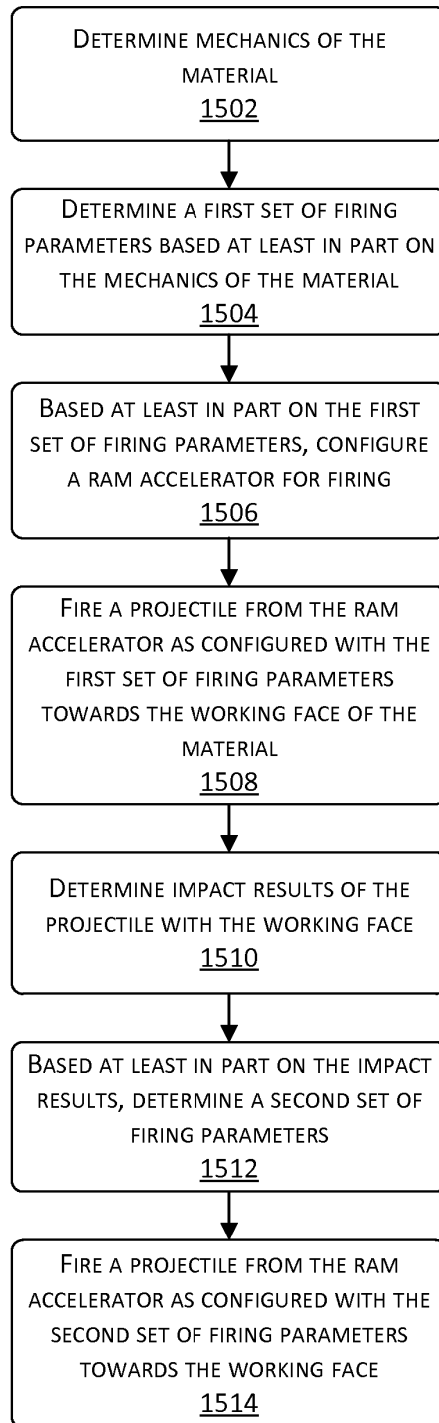 DETERMINE MECHANICS OF THE
MATERIAL
1502
DETERMINE A FIRST SET OF FIRING
PARAMETERS BASED AT LEAST IN PART ON
THE MECHANICS OF THE MATERIAL
1504
BASED AT LEAST IN PART ON THE FIRST
SET OF FIRING PARAMETERS, CONFIGURE
A RAM ACCELERATOR FOR FIRING
1506
FIRE A PROJECTILE FROM THE RAM
ACCELERATOR AS CONFIGURED WITH THE
FIRST SET OF FIRING PARAMETERS
TOWARDS THE WORKING FACE OF THE
MATERIAL
1508
DETERMINE IMPACT RESULTS OF THE
PROJECTILE WITH THE WORKING FACE
1510
BASED AT LEAST IN PART ON THE IMPACT
RESULTS, DETERMINE A SECOND SET OF
FIRING PARAMETERS
1512
FIRE A PROJECTILE FROM THE RAM
ACCELERATOR AS CONFIGURED WITH THE
SECOND SET OF FIRING PARAMETERS
TOWARDS THE WORKING FACE
1514